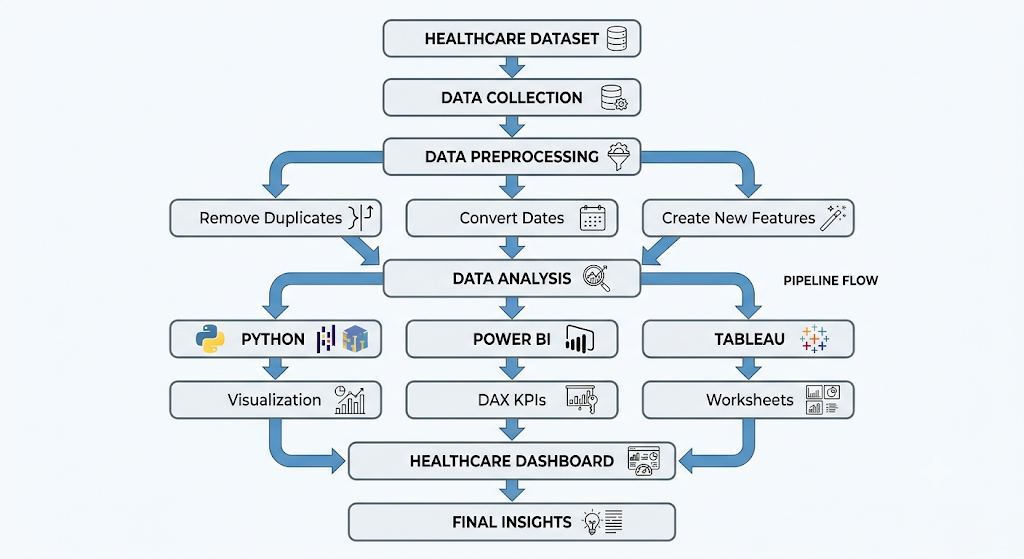 HEALTHCARE DATASET
DATA COLLECTION
DATA PREPROCESSING
Remove Duplicates
Convert Dates
Create New Features
DATA ANALYSIS
PIPELINE FLOW
PYTHON
POWER BI
TABLEAU
Visualization
DAX KPIs
Worksheets
HEALTHCARE DASHBOARD
FINAL INSIGHTS